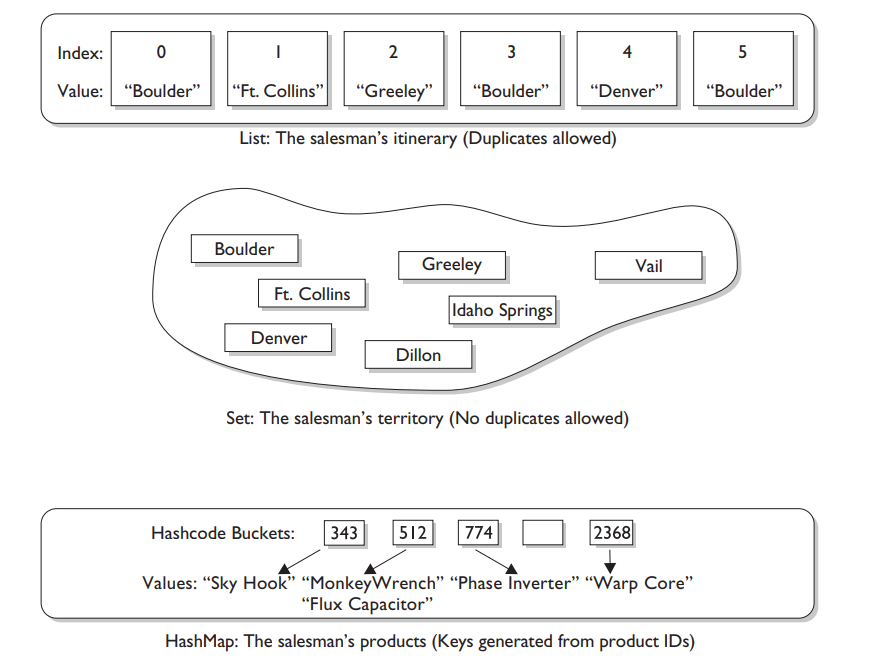 Index: 0 1 2 3 4 5
Value: “Boulder” “Ft. Collins” “Greeley” “Boulder” “Denver” “Boulder”
List: The salesman’s itinerary (Duplicates allowed)
Boulder
Greeley
Vail
Ft. Collins
Idaho Springs
Denver
Dillon
Set: The salesman’s territory (No duplicates allowed)
Hashcode Buckets: 343 512 774 2368
Values: “Sky Hook” “MonkeyWrench” “Phase Inverter” “Warp Core”
“Flux Capacitor”
HashMap: The salesman’s products (Keys generated from product IDs)